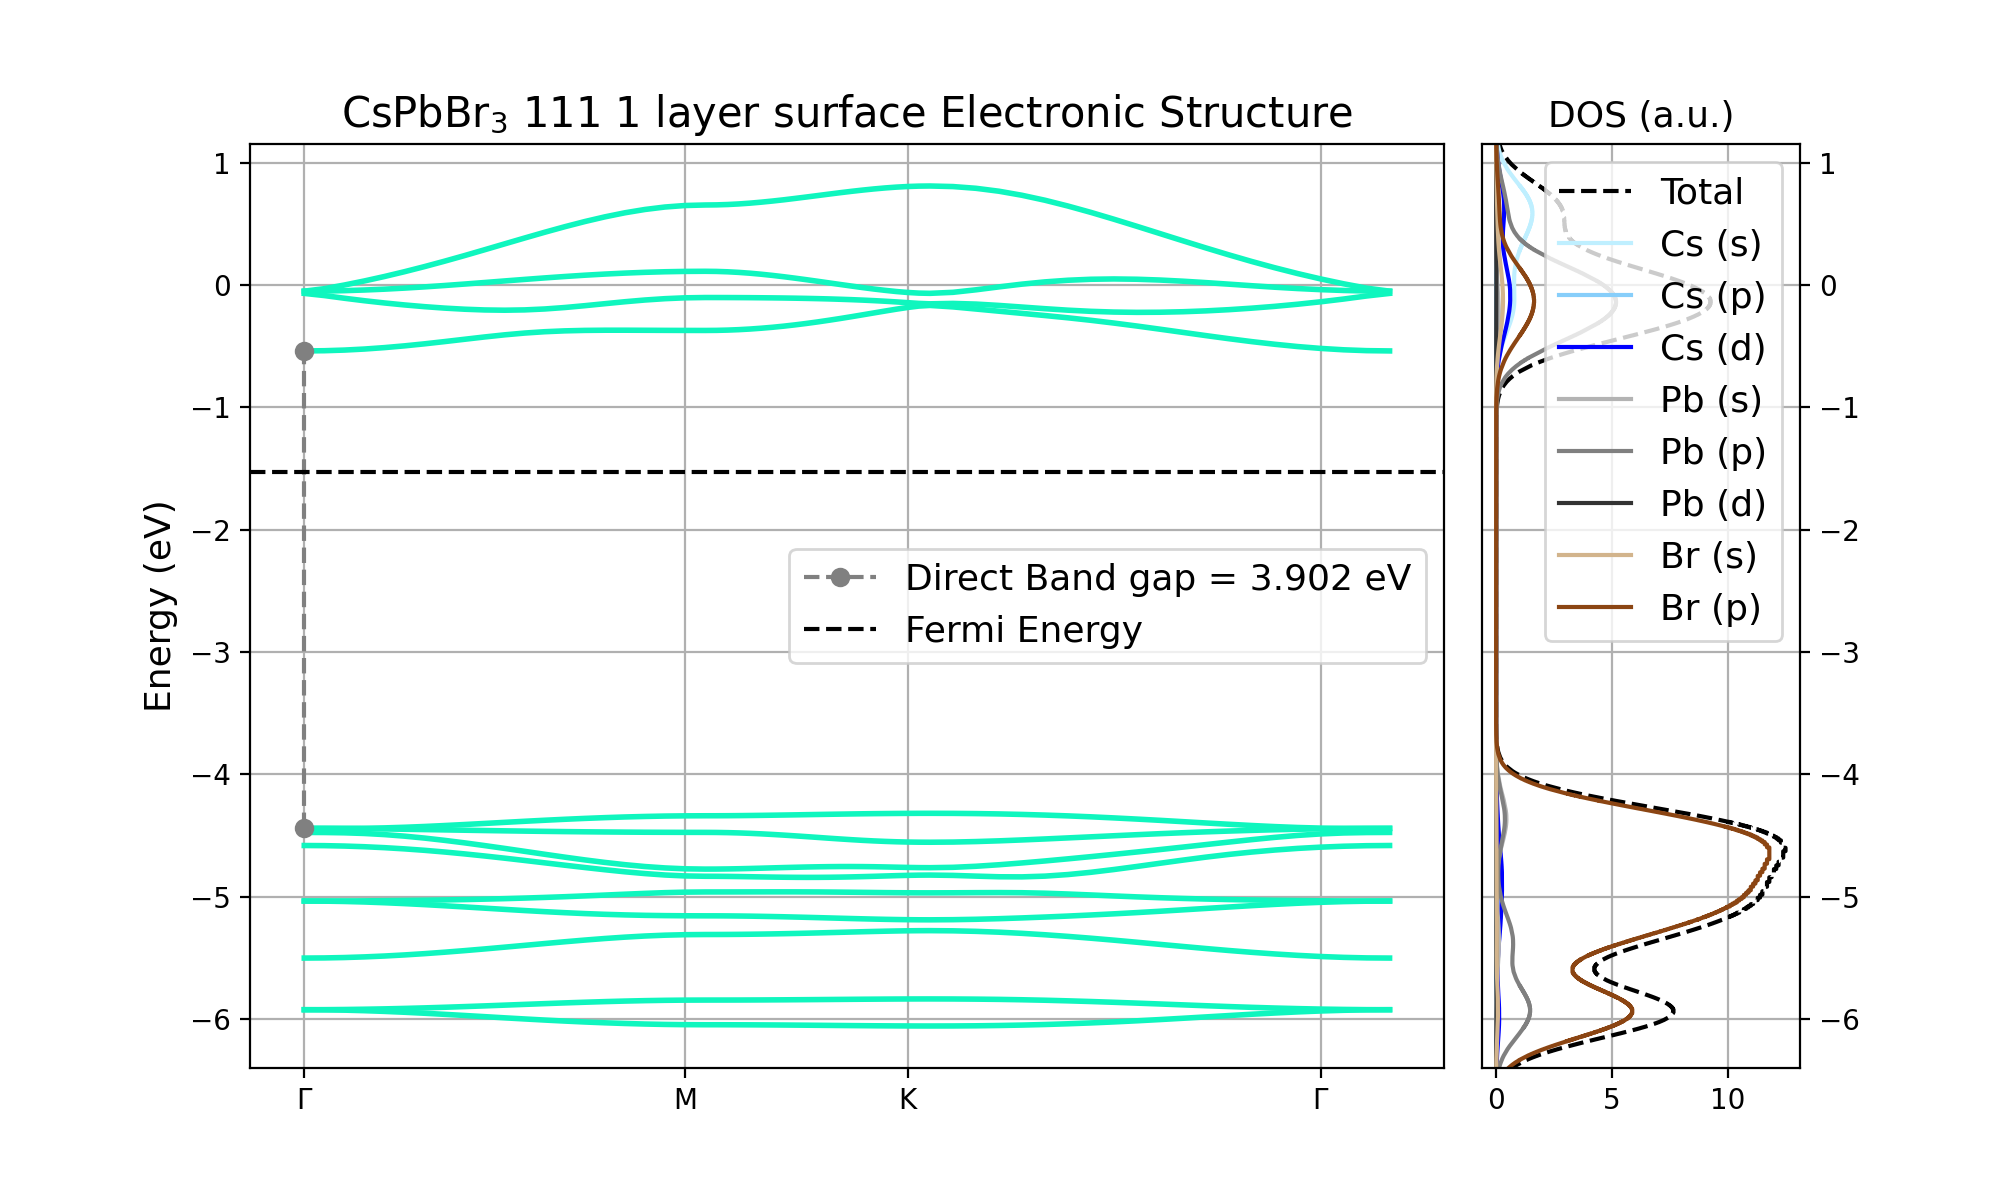 CsPbBr₃ 111 1 layer surface Electronic Structure
DOS (a.u.)
Energy (eV)
1
0
−1
−2
−3
−4
−5
−6
Γ
M
K
Γ
Direct Band gap = 3.902 eV
Fermi Energy
Total
Cs (s)
Cs (p)
Cs (d)
Pb (s)
Pb (p)
Pb (d)
Br (s)
Br (p)
1
0
−1
−2
−3
−4
−5
−6
0
5
10